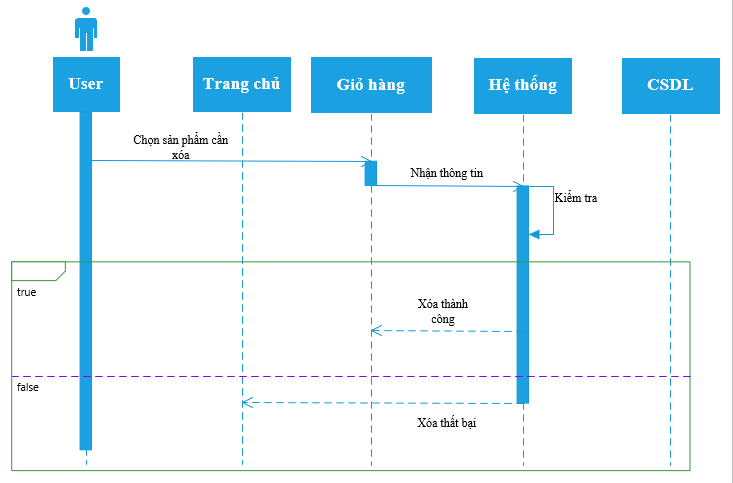 User
Trang chủ
Giỏ hàng
Hệ thống
CSDL
Chọn sản phẩm cần
xóa
Nhận thông tin
Kiểm tra
true
Xóa thành
công
false
Xóa thất bại